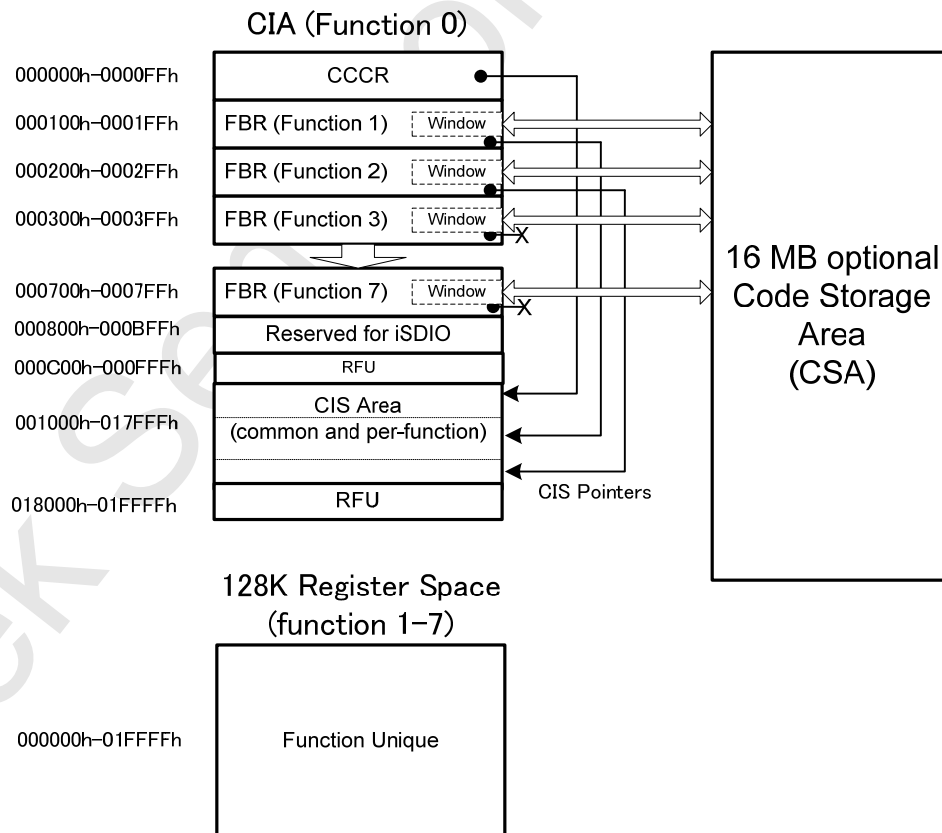 CIA (Function 0)
000000h-0000FFh
CCCR
000100h-0001FFh
FBR (Function 1)
Window
000200h-0002FFh
FBR (Function 2)
Window
000300h-0003FFh
FBR (Function 3)
Window
X
000700h-0007FFh
FBR (Function 7)
Window
X
000800h-000BFFh
Reserved for iSDIO
000C00h-000FFFh
RFU
001000h-017FFFh
CIS Area
(common and per-function)
018000h-01FFFFh
RFU
CIS Pointers
16 MB optional
Code Storage
Area
(CSA)
128K Register Space
(function 1-7)
000000h-01FFFFh
Function Unique